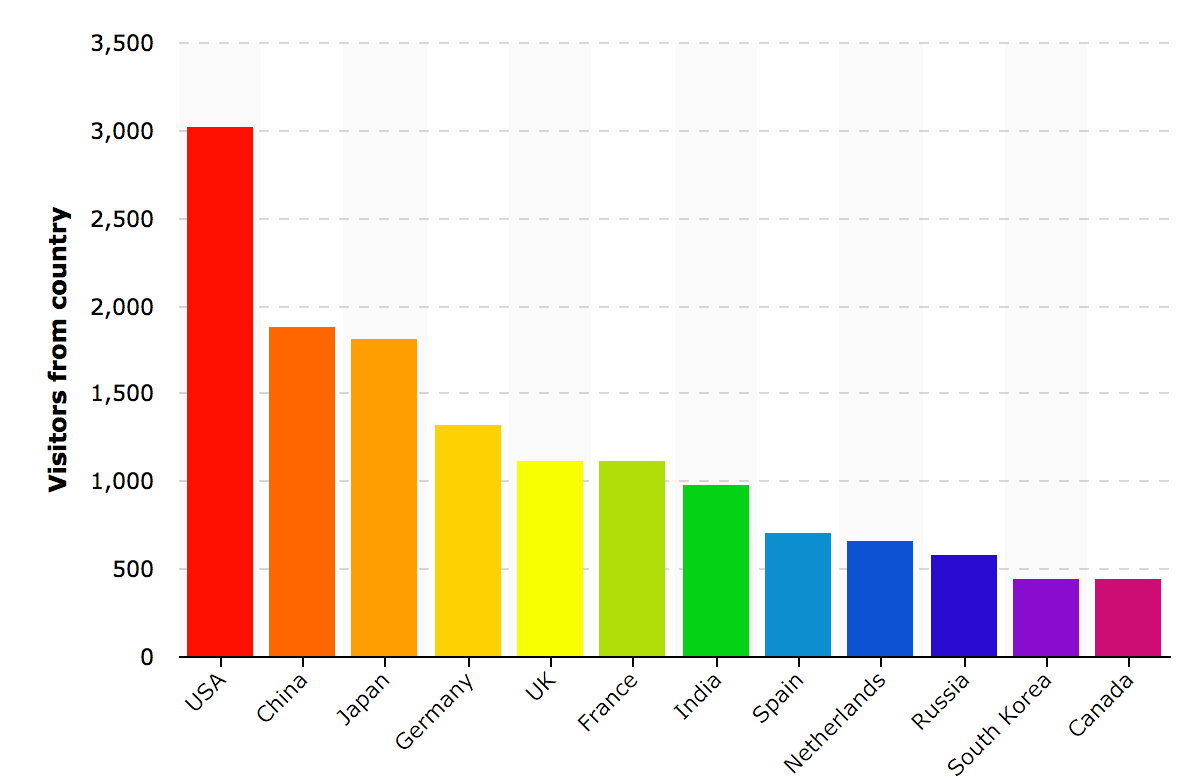 3,500
3,000
2,500
2,000
1,500
1,000
500
0
Visitors from country
USA
China
Japan
Germany
UK
France
India
Spain
Netherlands
Russia
South Korea
Canada